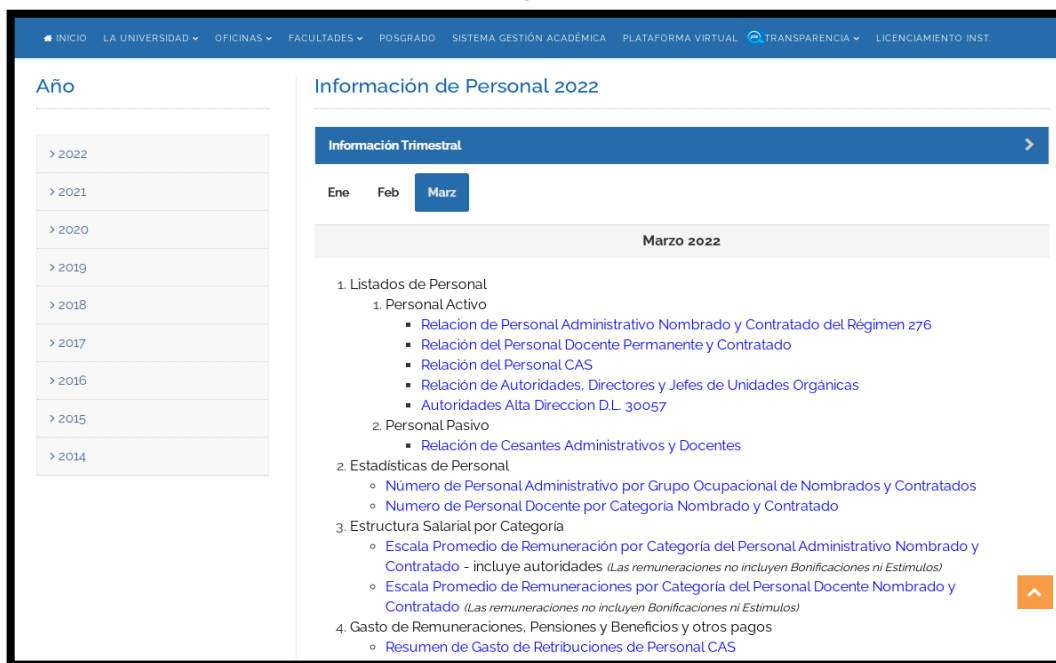 INICIO LA UNIVERSIDAD OFICINAS FACULTADES POSGRADO SISTEMA GESTIÓN ACADÉMICA PLATAFORMA VIRTUAL TRANSPARENCIA LICENCIAMIENTO INST.
Año
2022
2021
2020
2019
2018
2017
2016
2015
2014
Información de Personal 2022
Información Trimestral
Ene Feb Marz
Marzo 2022
1. Listados de Personal
1. Personal Activo
Relacion de Personal Administrativo Nombrado y Contratado del Régimen 276
Relación del Personal Docente Permanente y Contratado
Relación del Personal CAS
Relación de Autoridades, Directores y Jefes de Unidades Orgánicas
Autoridades Alta Direccion D.L. 30057
2. Personal Pasivo
Relación de Cesantes Administrativos y Docentes
2. Estadísticas de Personal
Número de Personal Administrativo por Grupo Ocupacional de Nombrados y Contratados
Numero de Personal Docente por Categoría Nombrado y Contratado
3. Estructura Salarial por Categoría
Escala Promedio de Remuneración por Categoría del Personal Administrativo Nombrado y
Contratado - incluye autoridades (Las remuneraciones no incluyen Bonificaciones ni Estímulos)
Escala Promedio de Remuneraciones por Categoría del Personal Docente Nombrado y
Contratado (Las remuneraciones no incluyen Bonificaciones ni Estímulos)
4. Gasto de Remuneraciones, Pensiones y Beneficios y otros pagos
Resumen de Gasto de Retribuciones de Personal CAS